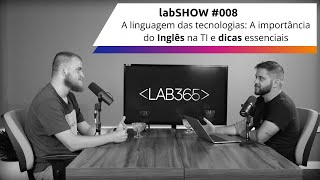 labSHOW #008
A linguagem das tecnologias: A importância
do Inglês na TI e dicas essenciais
<LAB365>